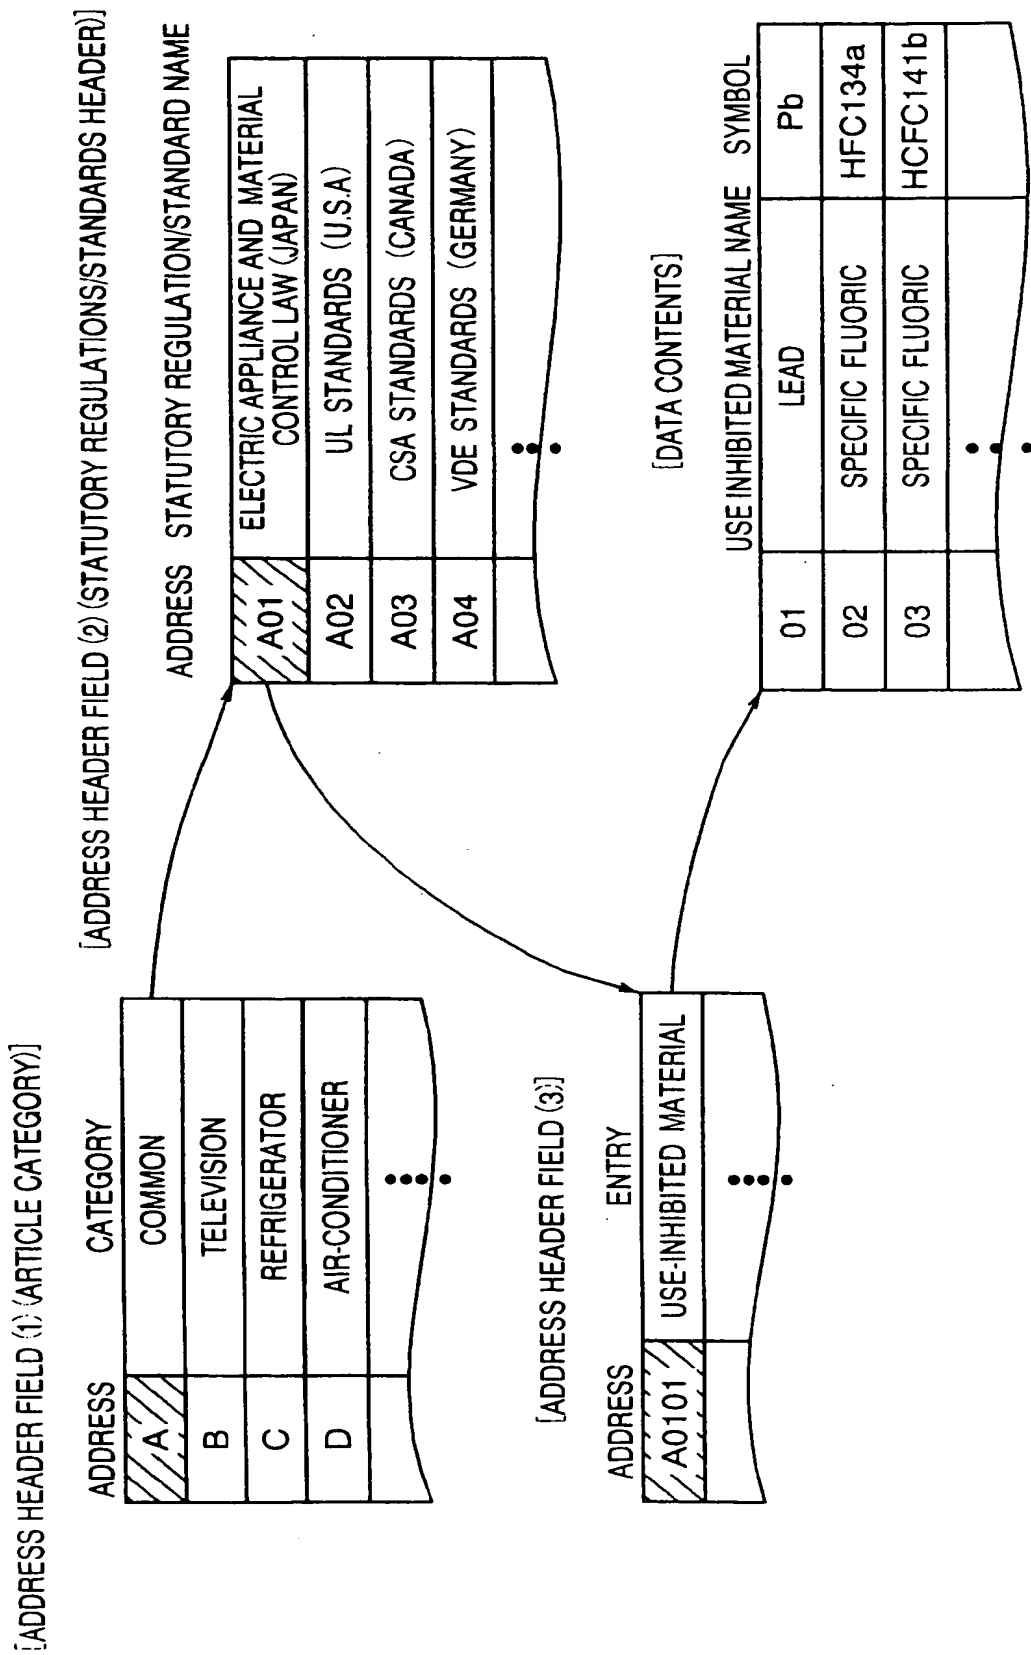 [ADDRESS HEADER FIELD (1) (ARTICLE CATEGORY)]
ADDRESS CATEGORY
A COMMON
B TELEVISION
C REFRIGERATOR
D AIR-CONDITIONER
[ADDRESS HEADER FIELD (2) (STATUTORY REGULATIONS/STANDARDS HEADER)]
ADDRESS STATUTORY REGULATION/STANDARD NAME
A01 ELECTRIC APPLIANCE AND MATERIAL
CONTROL LAW (JAPAN)
A02 UL STANDARDS (U.S.A)
A03 CSA STANDARDS (CANADA)
A04 VDE STANDARDS (GERMANY)
[ADDRESS HEADER FIELD (3)]
ADDRESS ENTRY
A0101 USE-INHIBITED MATERIAL
[DATA CONTENTS]
USE INHIBITED MATERIAL NAME SYMBOL
01 LEAD Pb
02 SPECIFIC FLUORIC HFC134a
03 SPECIFIC FLUORIC HCFC141b